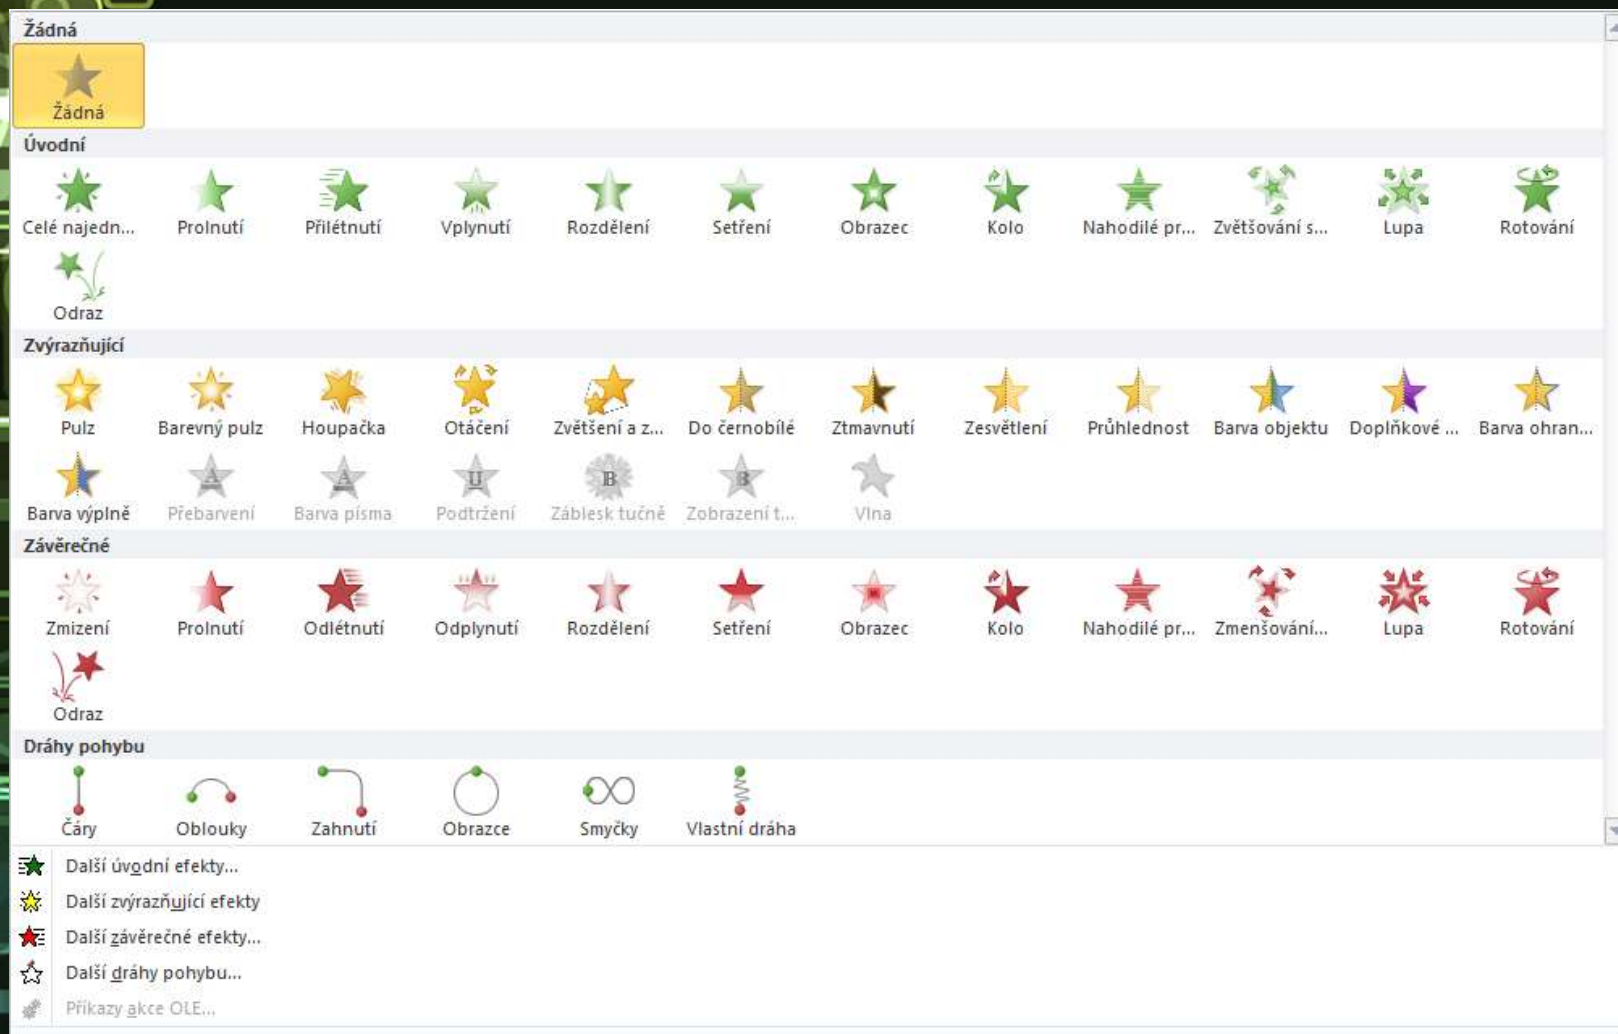 Žádná
Žádná
Úvodní
Celé najedn... Prolnutí Přilétnutí Vplynutí Rozdělení Setření Obrazec Kolo Nahodilé pr... Zvětšování s... Lupa Rotování
Odraz
Zvýrazňující
Pulz Barevný pulz Houpačka Otáčení Zvětšení a z... Do černobílé Ztmavnutí Zesvětlení Průhlednost Barva objektu Doplňkové ... Barva ohran...
Barva výplně Přebarvení Barva písma Podtržení Záblesk tučně Zobrazení t... Vlna
Závěrečné
Zmizení Prolnutí Odlétnutí Odplynutí Rozdělení Setření Obrazec Kolo Nahodilé pr... Zmenšování... Lupa Rotování
Odraz
Dráhy pohybu
Čáry Oblouky Zahnutí Obrazce Smyčky Vlastní dráha
Další úvodní efekty...
Další zvýrazňující efekty
Další závěrečné efekty...
Další dráhy pohybu...
Příkazy akce OLE...